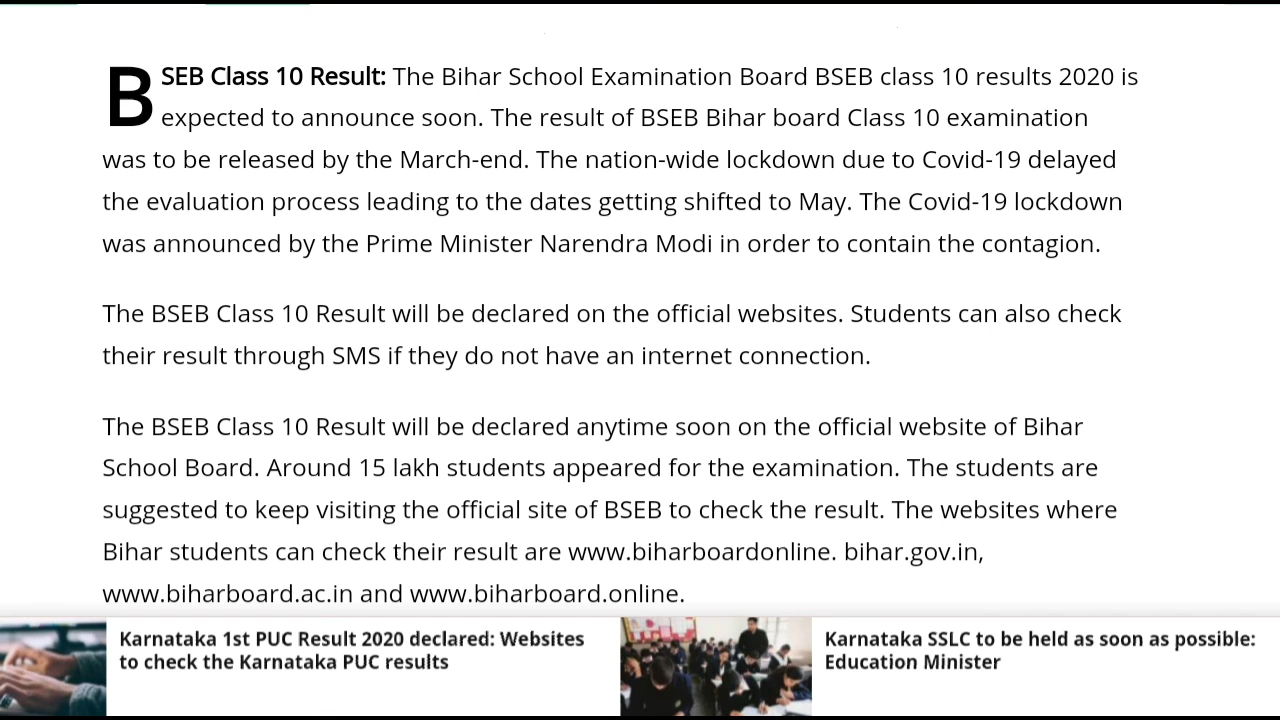 BSEB Class 10 Result: The Bihar School Examination Board BSEB class 10 results 2020 is
expected to announce soon. The result of BSEB Bihar board Class 10 examination
was to be released by the March-end. The nation-wide lockdown due to Covid-19 delayed
the evaluation process leading to the dates getting shifted to May. The Covid-19 lockdown
was announced by the Prime Minister Narendra Modi in order to contain the contagion.
The BSEB Class 10 Result will be declared on the official websites. Students can also check
their result through SMS if they do not have an internet connection.
The BSEB Class 10 Result will be declared anytime soon on the official website of Bihar
School Board. Around 15 lakh students appeared for the examination. The students are
suggested to keep visiting the official site of BSEB to check the result. The websites where
Bihar students can check their result are www.biharboardonline. bihar.gov.in,
www.biharboard.ac.in and www.biharboard.online.
Karnataka 1st PUC Result 2020 declared: Websites
to check the Karnataka PUC results
Karnataka SSLC to be held as soon as possible:
Education Minister